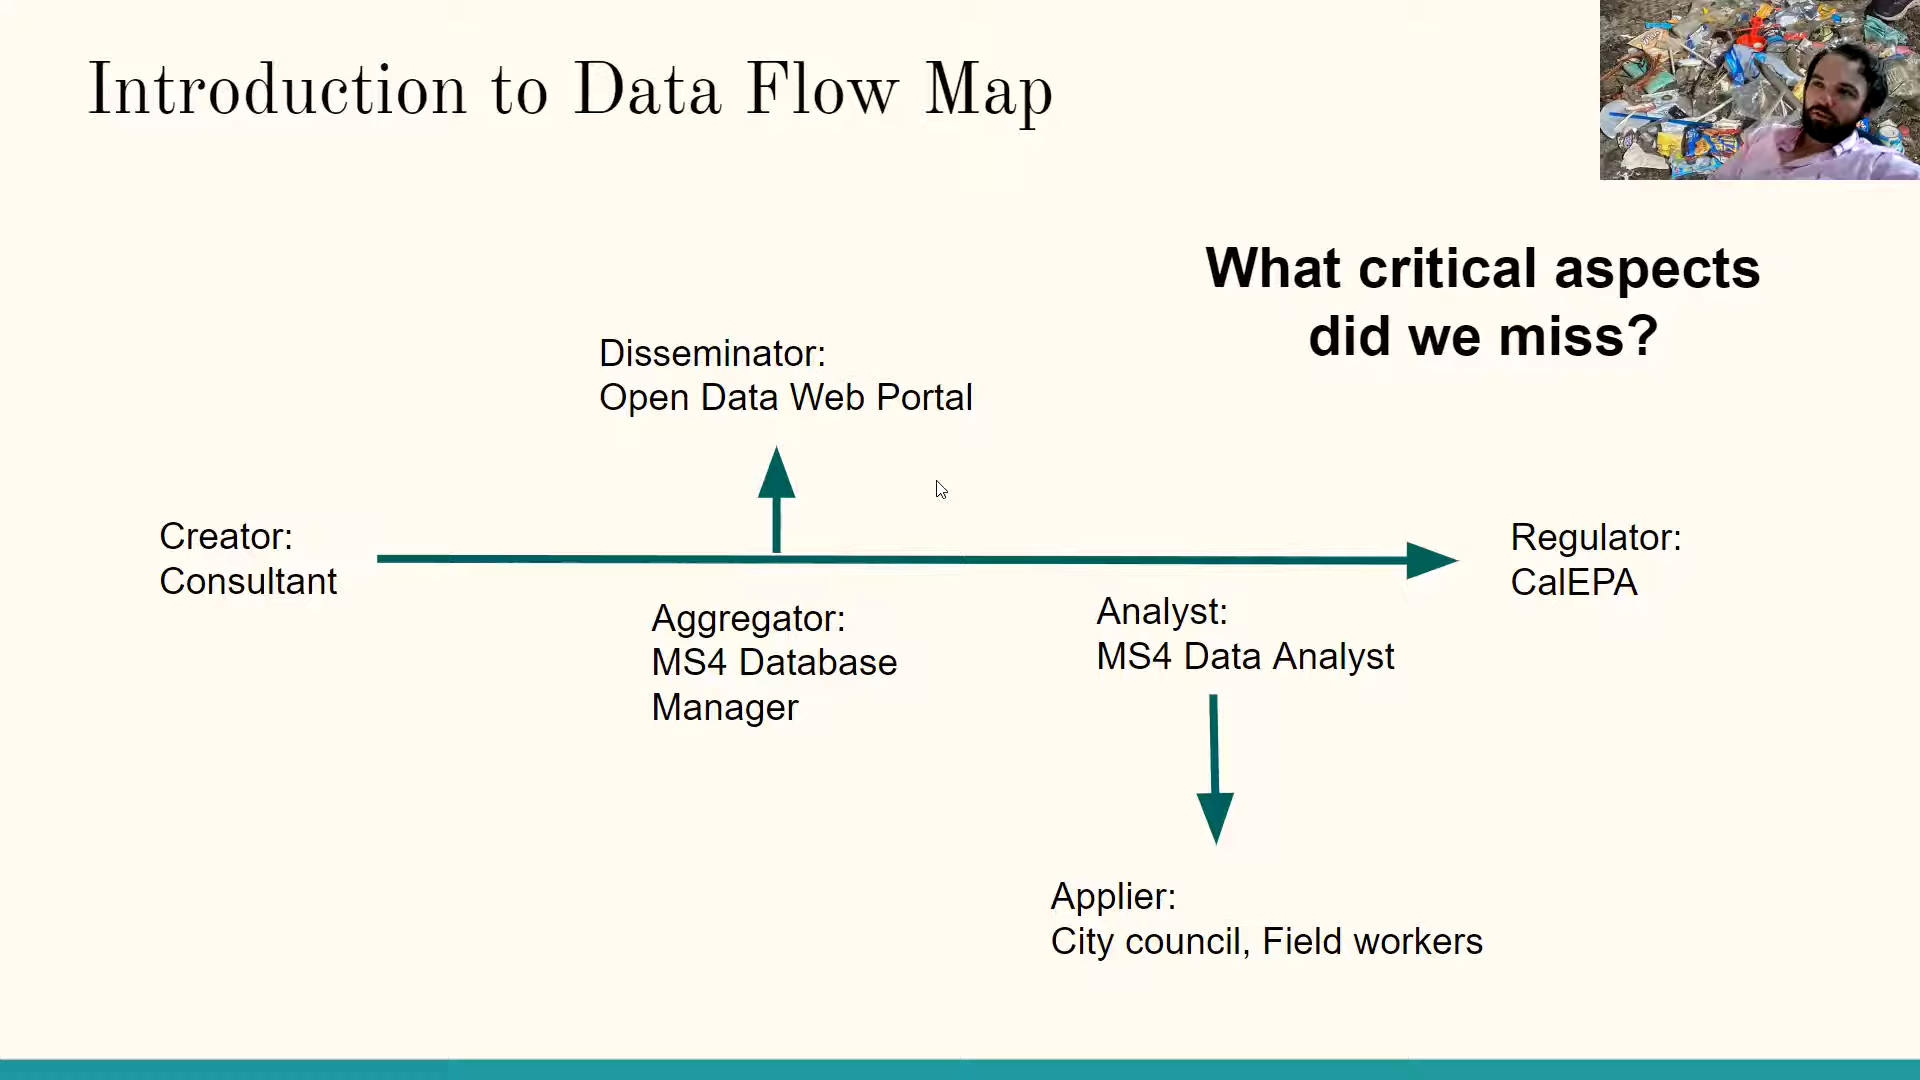 Introduction to Data Flow Map
What critical aspects
did we miss?
Disseminator:
Open Data Web Portal
Creator:
Consultant
Regulator:
CalEPA
Aggregator:
MS4 Database
Manager
Analyst:
MS4 Data Analyst
Applier:
City council, Field workers